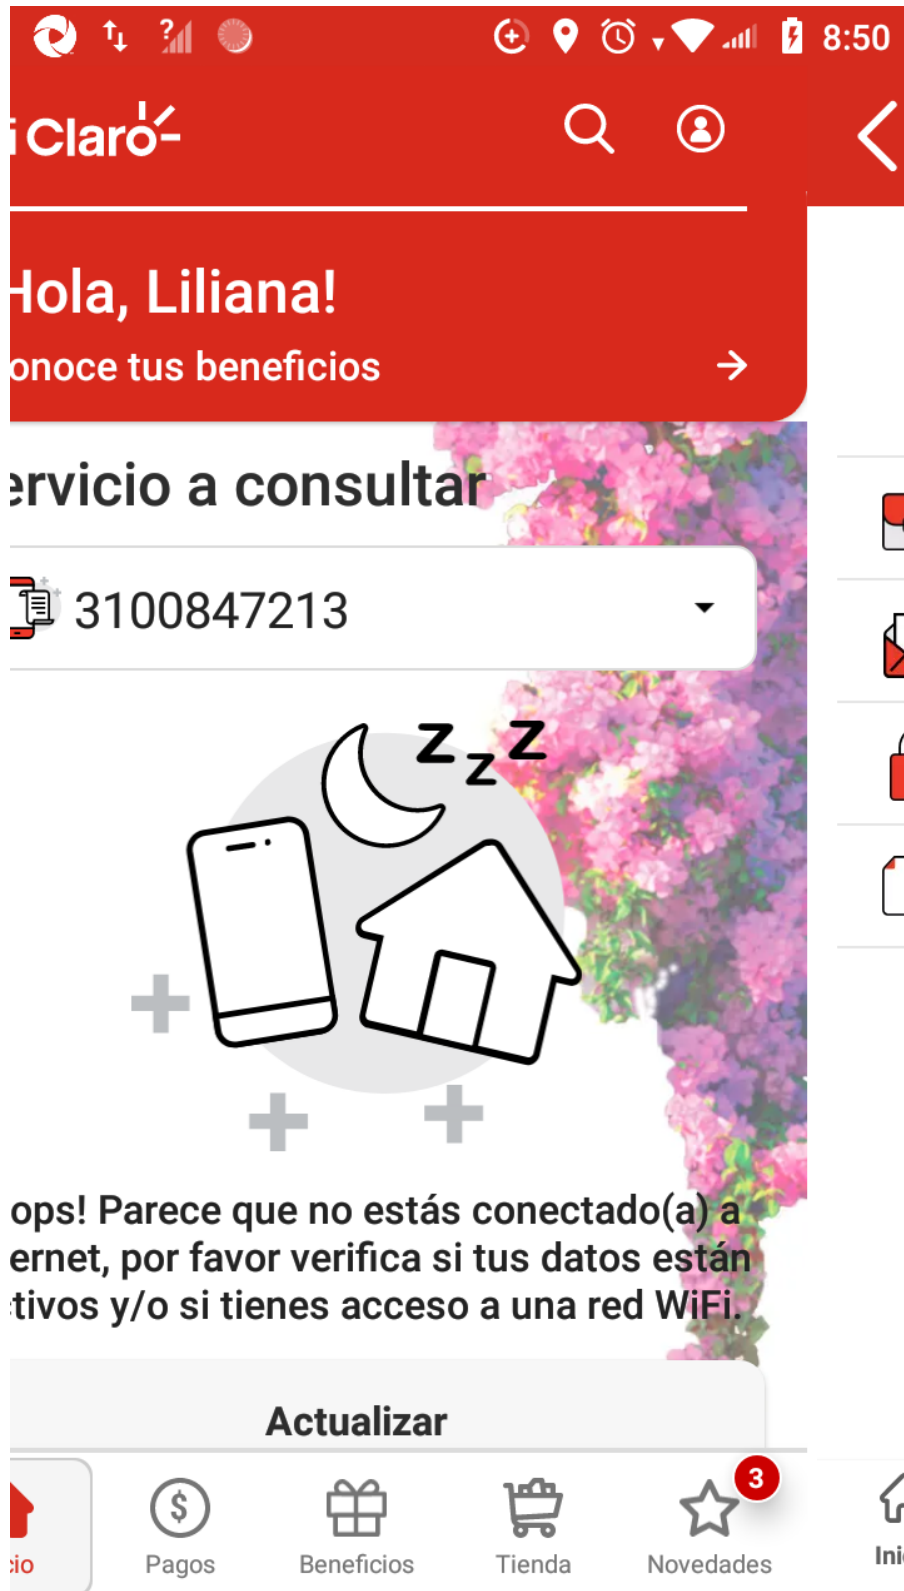 8:50
i Claro
Hola, Liliana!
onoce tus beneficios
ervicio a consultar
3100847213
z z z
ops! Parece que no estás conectado(a) a
ernet, por favor verifica si tus datos están
tivos y/o si tienes acceso a una red WiFi.
Actualizar
3
cio
Pagos
Beneficios
Tienda
Novedades
Ini